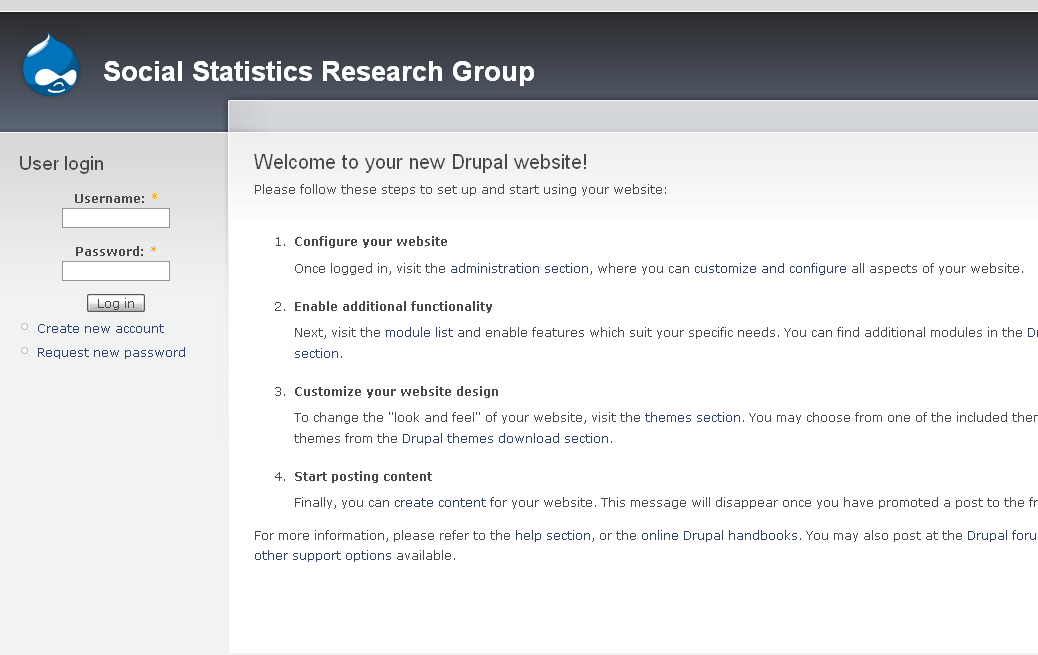 Social Statistics Research Group
User login
Username: *
Password: *
Log in
Create new account
Request new password
Welcome to your new Drupal website!
Please follow these steps to set up and start using your website:
1. Configure your website
Once logged in, visit the administration section, where you can customize and configure all aspects of your website.
2. Enable additional functionality
Next, visit the module list and enable features which suit your specific needs. You can find additional modules in the
section.
3. Customize your website design
To change the "look and feel" of your website, visit the themes section. You may choose from one of the included
themes from the Drupal themes download section.
4. Start posting content
Finally, you can create content for your website. This message will disappear once you have promoted a post to the
For more information, please refer to the help section, or the online Drupal handbooks. You may also post at the Drupal
other support options available.